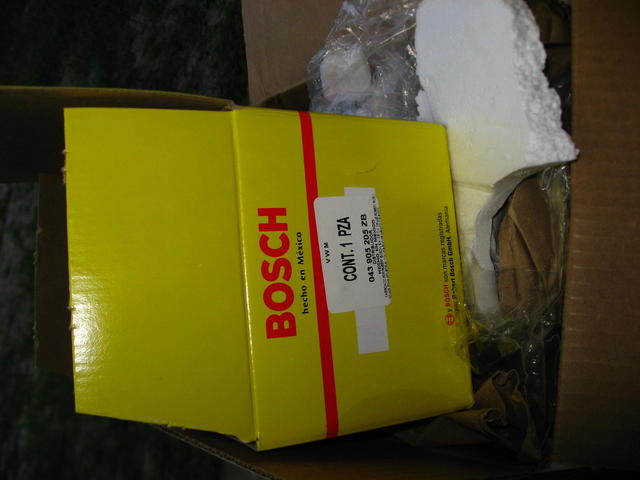 BOSCH
hecho en México
VWM
CONT. 1 PZA
043 905 205 ZB
BOSCH son marcas registradas
y Robert Bosch GmbH. Alemania